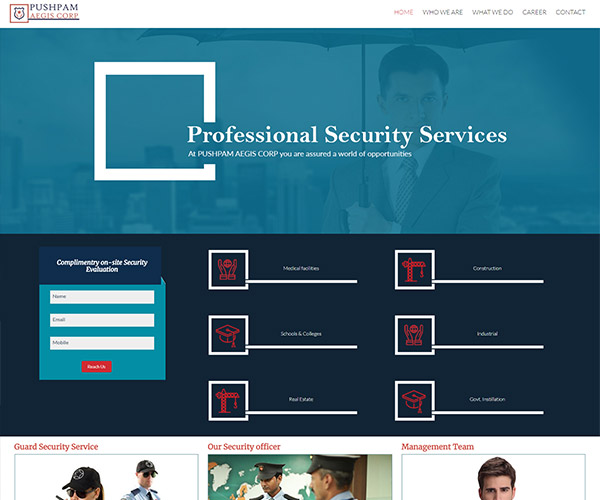 PUSHPAM
AEGIS CORP
HOME
WHO WE ARE
WHAT WE DO
CAREER
CONTACT
Professional Security Services
At PUSHPAM AEGIS CORP you are assured a world of opportunities
Complimentry on-site Security
Evaluation
Name
Email
Mobile
Reach Us
Medical facilities
Construction
Schools & Colleges
Industrial
Real Estate
Govt. Instillation
Guard Security Service
Our Security officer
Management Team